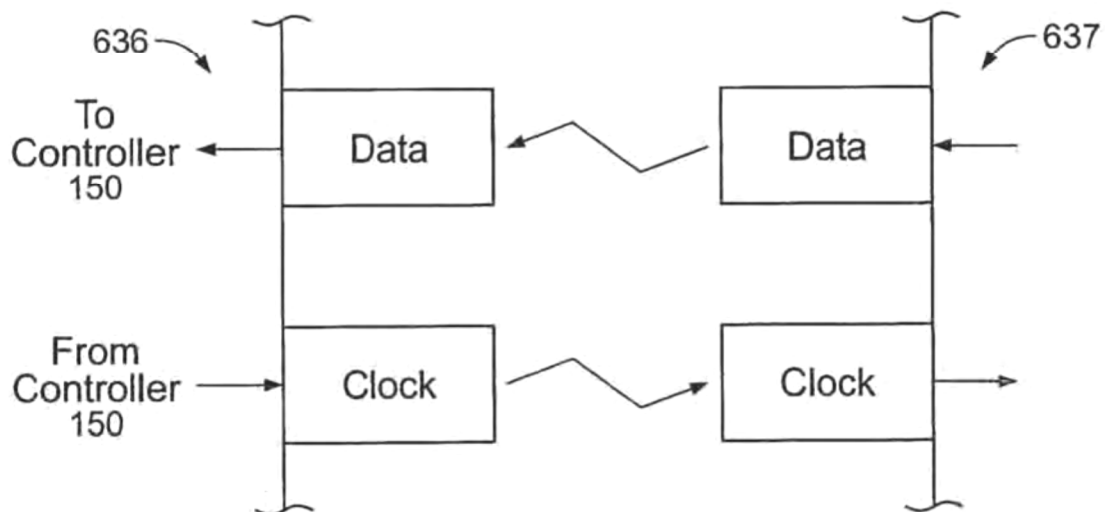 636
637
To
Controller
150
Data
Data
From
Controller
150
Clock
Clock